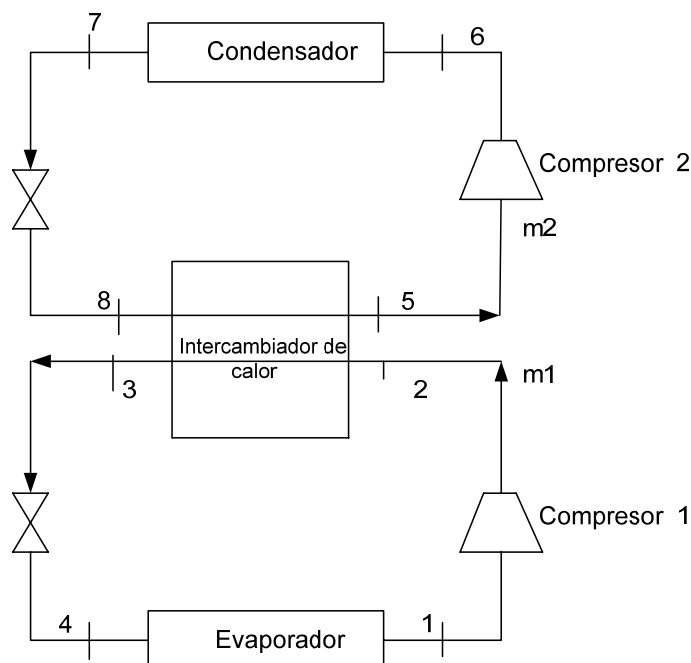 7
Condensador
6
Compresor 2
m2
8
5
Intercambiador de
calor
3
2
m1
Compresor 1
4
Evaporador
1